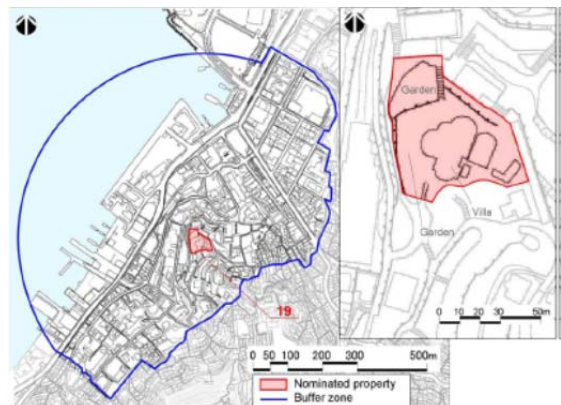 Garden
Villa
Garden
0 10 20 30 50m
19
0 50 100 200 300 500m
Nominated property
Buffer zone